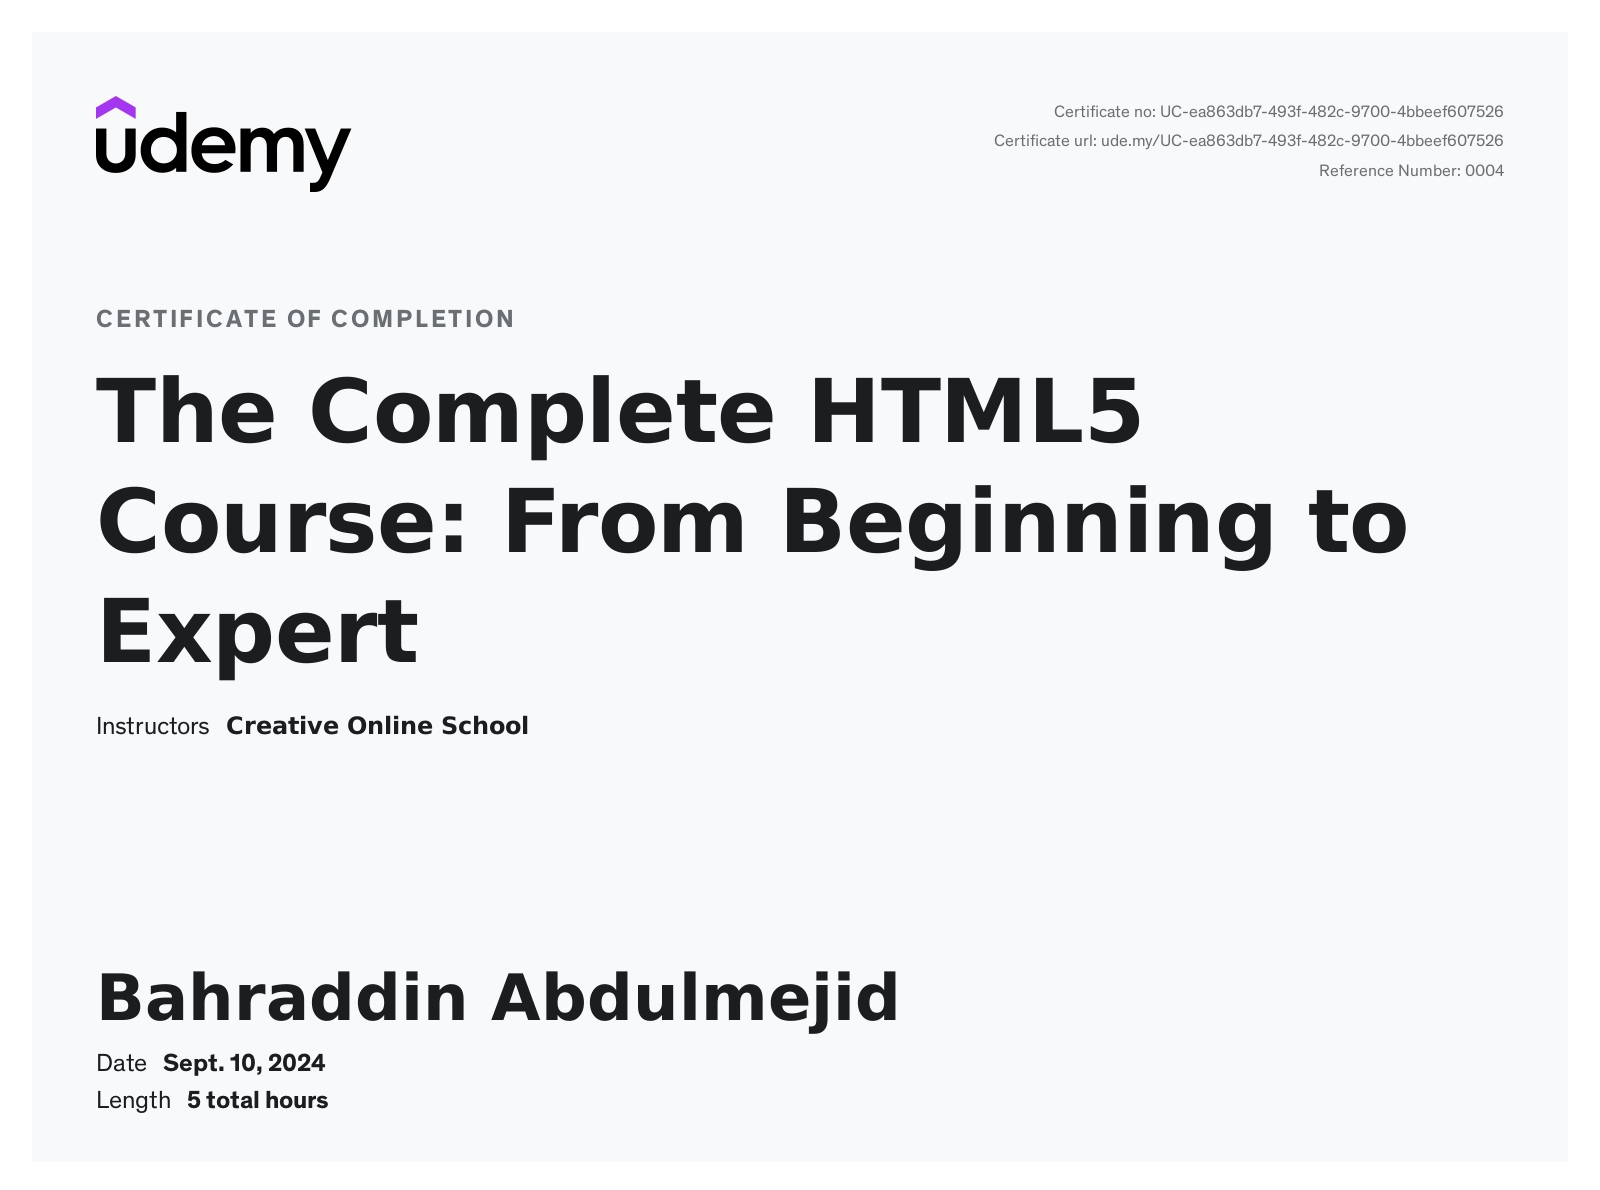 udemy
Certificate no: UC-ea863db7-493f-482c-9700-4bbeef607526
Certificate url: ude.my/UC-ea863db7-493f-482c-9700-4bbeef607526
Reference Number: 0004
CERTIFICATE OF COMPLETION
The Complete HTML5
Course: From Beginning to
Expert
Instructors Creative Online School
Bahraddin Abdulmejid
Date Sept. 10, 2024
Length 5 total hours